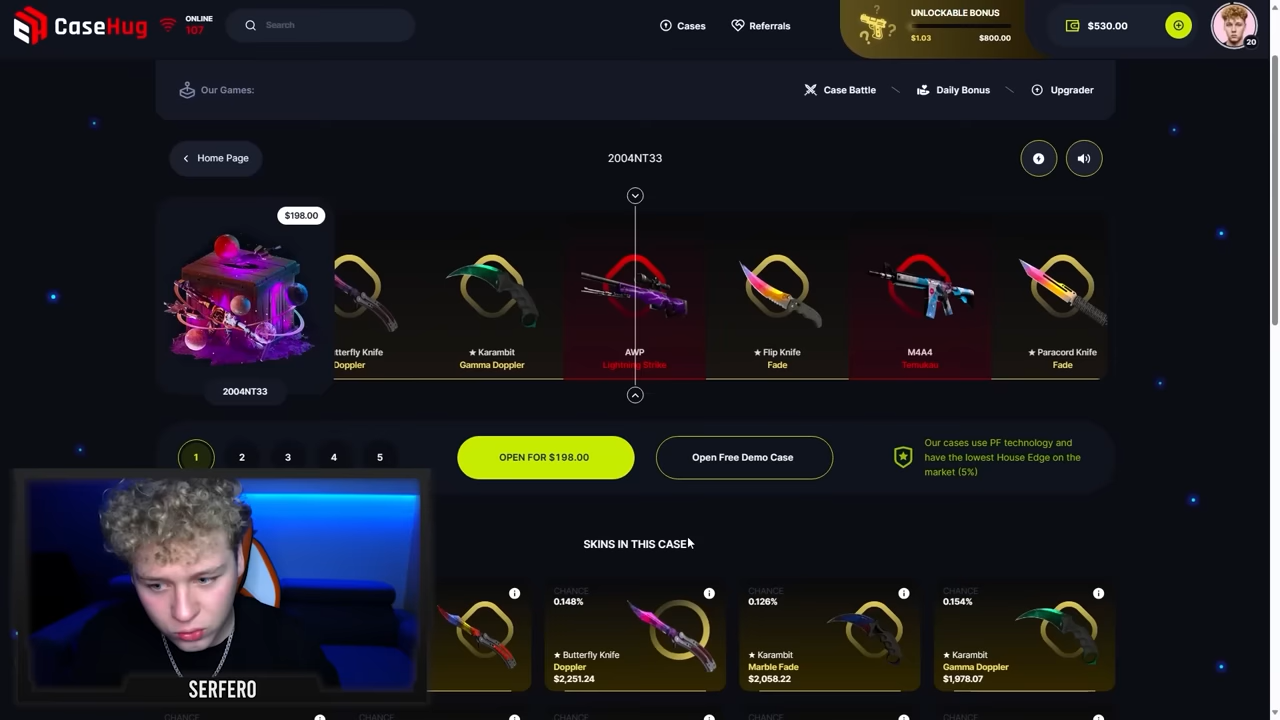 CaseHug
ONLINE
107
Search
Cases
Referrals
UNLOCKABLE BONUS
$1.03
$800.00
$530.00
20
Our Games:
Case Battle
Daily Bonus
Upgrader
Home Page
2004NT33
$198.00
2004NT33
tterfly Knife
Doppler
★ Karambit
Gamma Doppler
AWP
Lightning Strike
★ Flip Knife
Fade
M4A4
Temukau
★ Paracord Knife
Fade
1
2
3
4
5
OPEN FOR $198.00
Open Free Demo Case
Our cases use PF technology and
have the lowest House Edge on the
market (5%)
SKINS IN THIS CASE
CHANCE
0.148%
★ Butterfly Knife
Doppler
$2,251.24
CHANCE
0.126%
★ Karambit
Marble Fade
$2,058.22
CHANCE
0.154%
★ Karambit
Gamma Doppler
$1,978.07
SERFERO